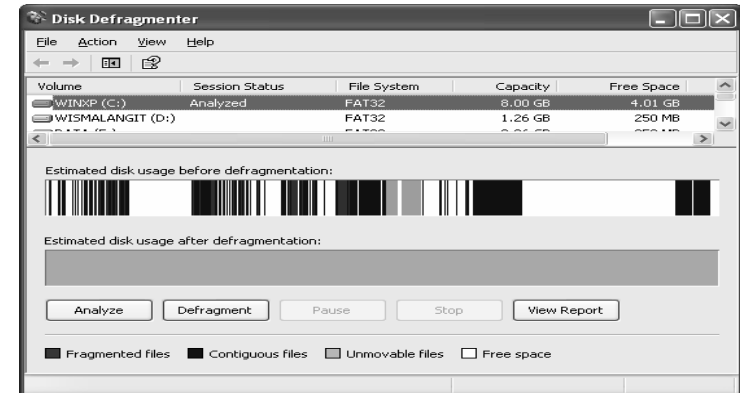 Disk Defragmenter
File Action View Help
Volume Session Status File System Capacity Free Space
WINXP (C:) Analyzed FAT32 8.00 GB 4.01 GB
WISMALANGIT (D:) FAT32 1.26 GB 250 MB
Estimated disk usage before defragmentation:
Estimated disk usage after defragmentation:
Analyze Defragment Pause Stop View Report
Fragmented files Contiguous files Unmovable files Free space